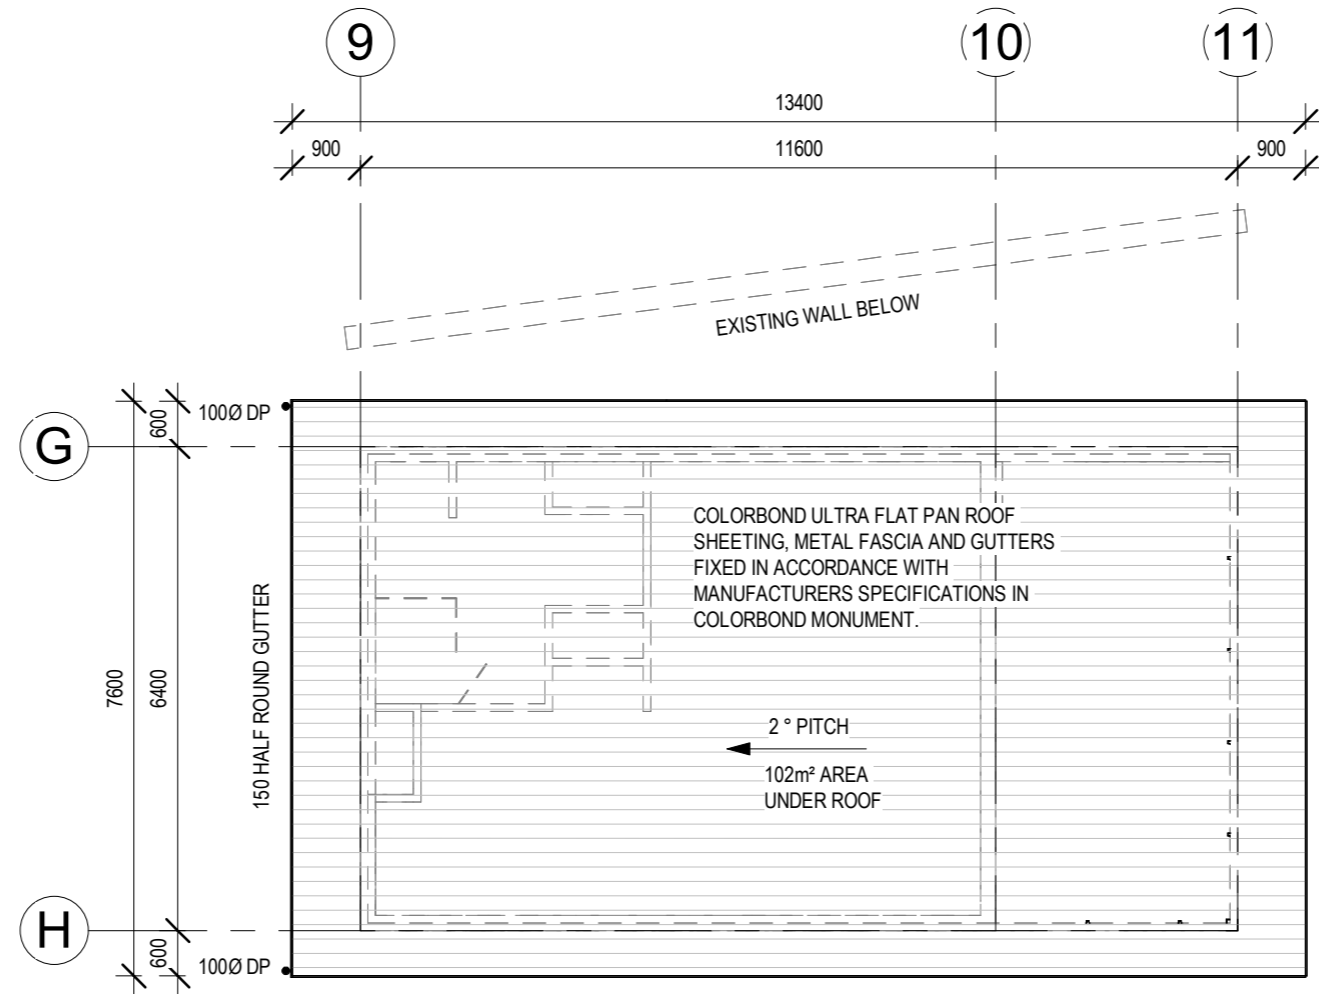 9
10
11
13400
900
11600
900
EXISTING WALL BELOW
G
600
100Ø DP
COLORBOND ULTRA FLAT PAN ROOF
SHEETING, METAL FASCIA AND GUTTERS
FIXED IN ACCORDANCE WITH
MANUFACTURERS SPECIFICATIONS IN
COLORBOND MONUMENT.
7600
6400
150 HALF ROUND GUTTER
2 ° PITCH
102m² AREA
UNDER ROOF
H
600
100Ø DP